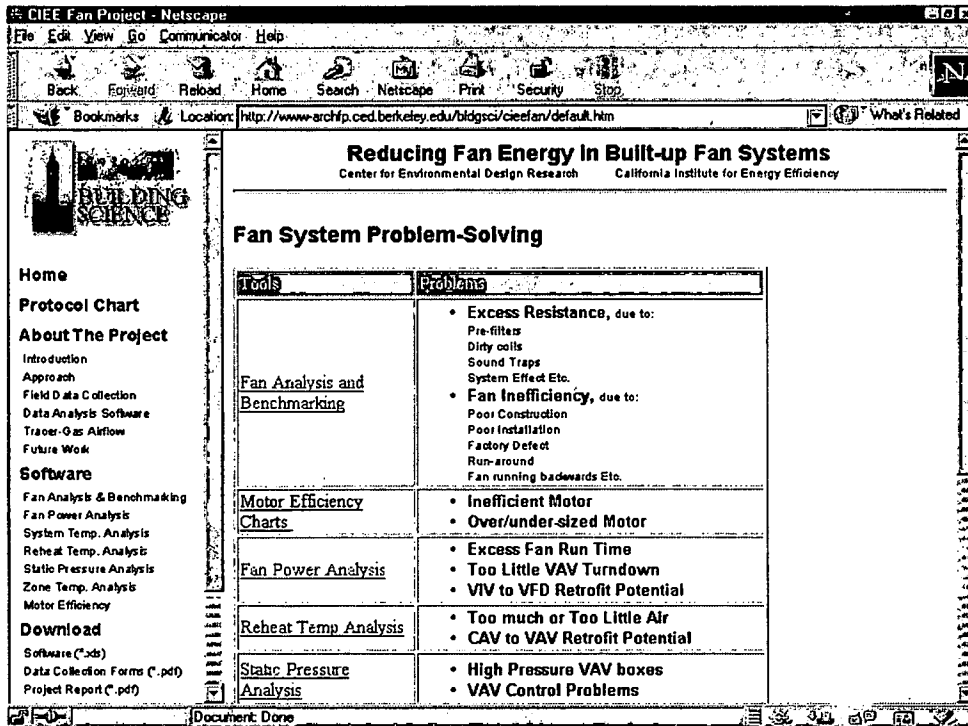 CIEE Fan Project - Netscape
File Edit View Go Communicator Help
Back Forward Reload Home Search Netscape Print Security Stop
Bookmarks Location: http://www-archfp.ced.berkeley.edu/bldgsci/cieefan/default.htm What's Related
BUILDING
SCIENCE
Home
Protocol Chart
About The Project
Introduction
Approach
Field Data Collection
Data Analysis Software
Tracer-Gas Airflow
Future Work
Software
Fan Analysis & Benchmarking
Fan Power Analysis
System Temp. Analysis
Reheat Temp. Analysis
Static Pressure Analysis
Zone Temp. Analysis
Motor Efficiency
Download
Software (*.xls)
Data Collection Forms (*.pdf)
Project Report (*.pdf)
Reducing Fan Energy in Built-up Fan Systems
Center for Environmental Design Research California Institute for Energy Efficiency
Fan System Problem-Solving
Tools Problems
Fan Analysis and
Benchmarking
• Excess Resistance, due to:
Pre-filters
Dirty coils
Sound Traps
System Effect Etc.
• Fan Inefficiency, due to:
Poor Construction
Poor Installation
Factory Defect
Run-around
Fan running backwards Etc.
Motor Efficiency
Charts
• Inefficient Motor
• Over/under-sized Motor
Fan Power Analysis
• Excess Fan Run Time
• Too Little VAV Turndown
• VIV to VFD Retrofit Potential
Reheat Temp Analysis
• Too much or Too Little Air
• CAV to VAV Retrofit Potential
Static Pressure
Analysis
• High Pressure VAV boxes
• VAV Control Problems
Document: Done